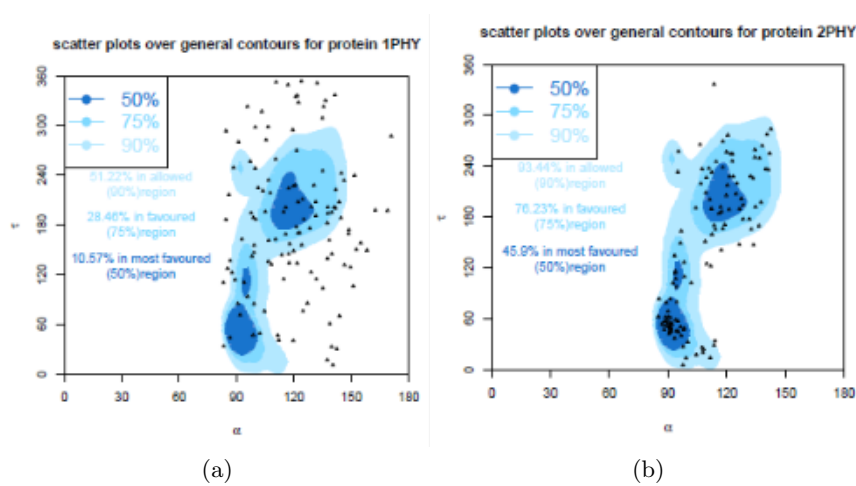 scatter plots over general contours for protein 1PHY
360
300
240
180
120
60
0
τ
50%
75%
90%
51.22% in allowed
(90%)region
28.46% in favoured
(75%)region
10.57% in most favoured
(50%)region
0 30 60 90 120 150 180
α
(a)
scatter plots over general contours for protein 2PHY
360
300
240
180
120
60
0
τ
50%
75%
90%
93.44% in allowed
(90%)region
76.23% in favoured
(75%)region
45.9% in most favoured
(50%)region
0 30 60 90 120 150 180
α
(b)